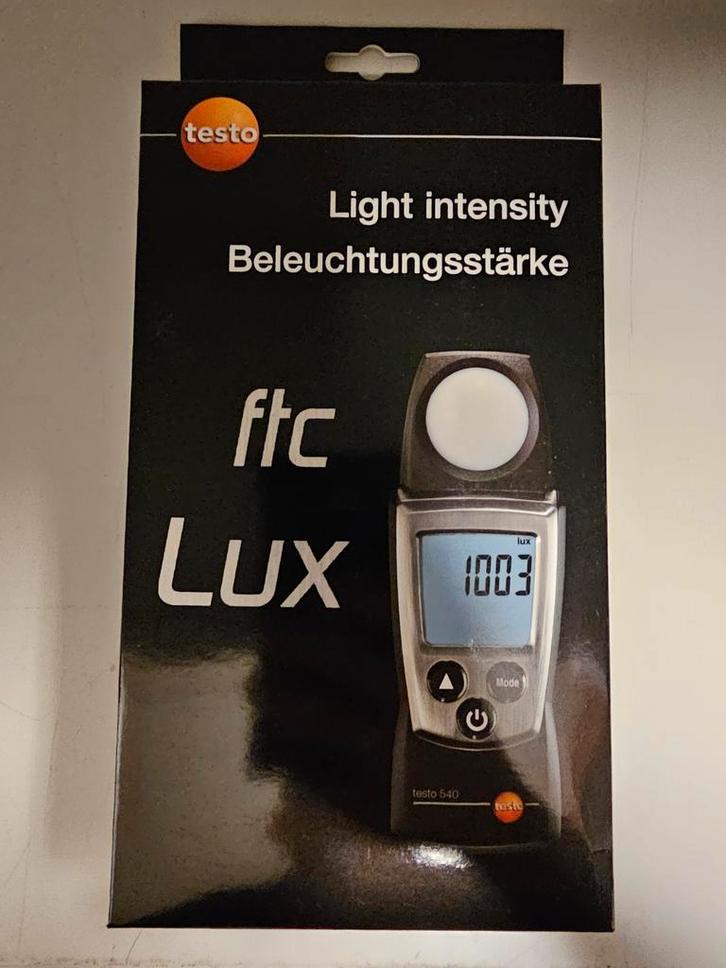 testo
Light intensity
Beleuchtungsstärke
ftc
Lux
lux
1003
Mode
testo 540
testo